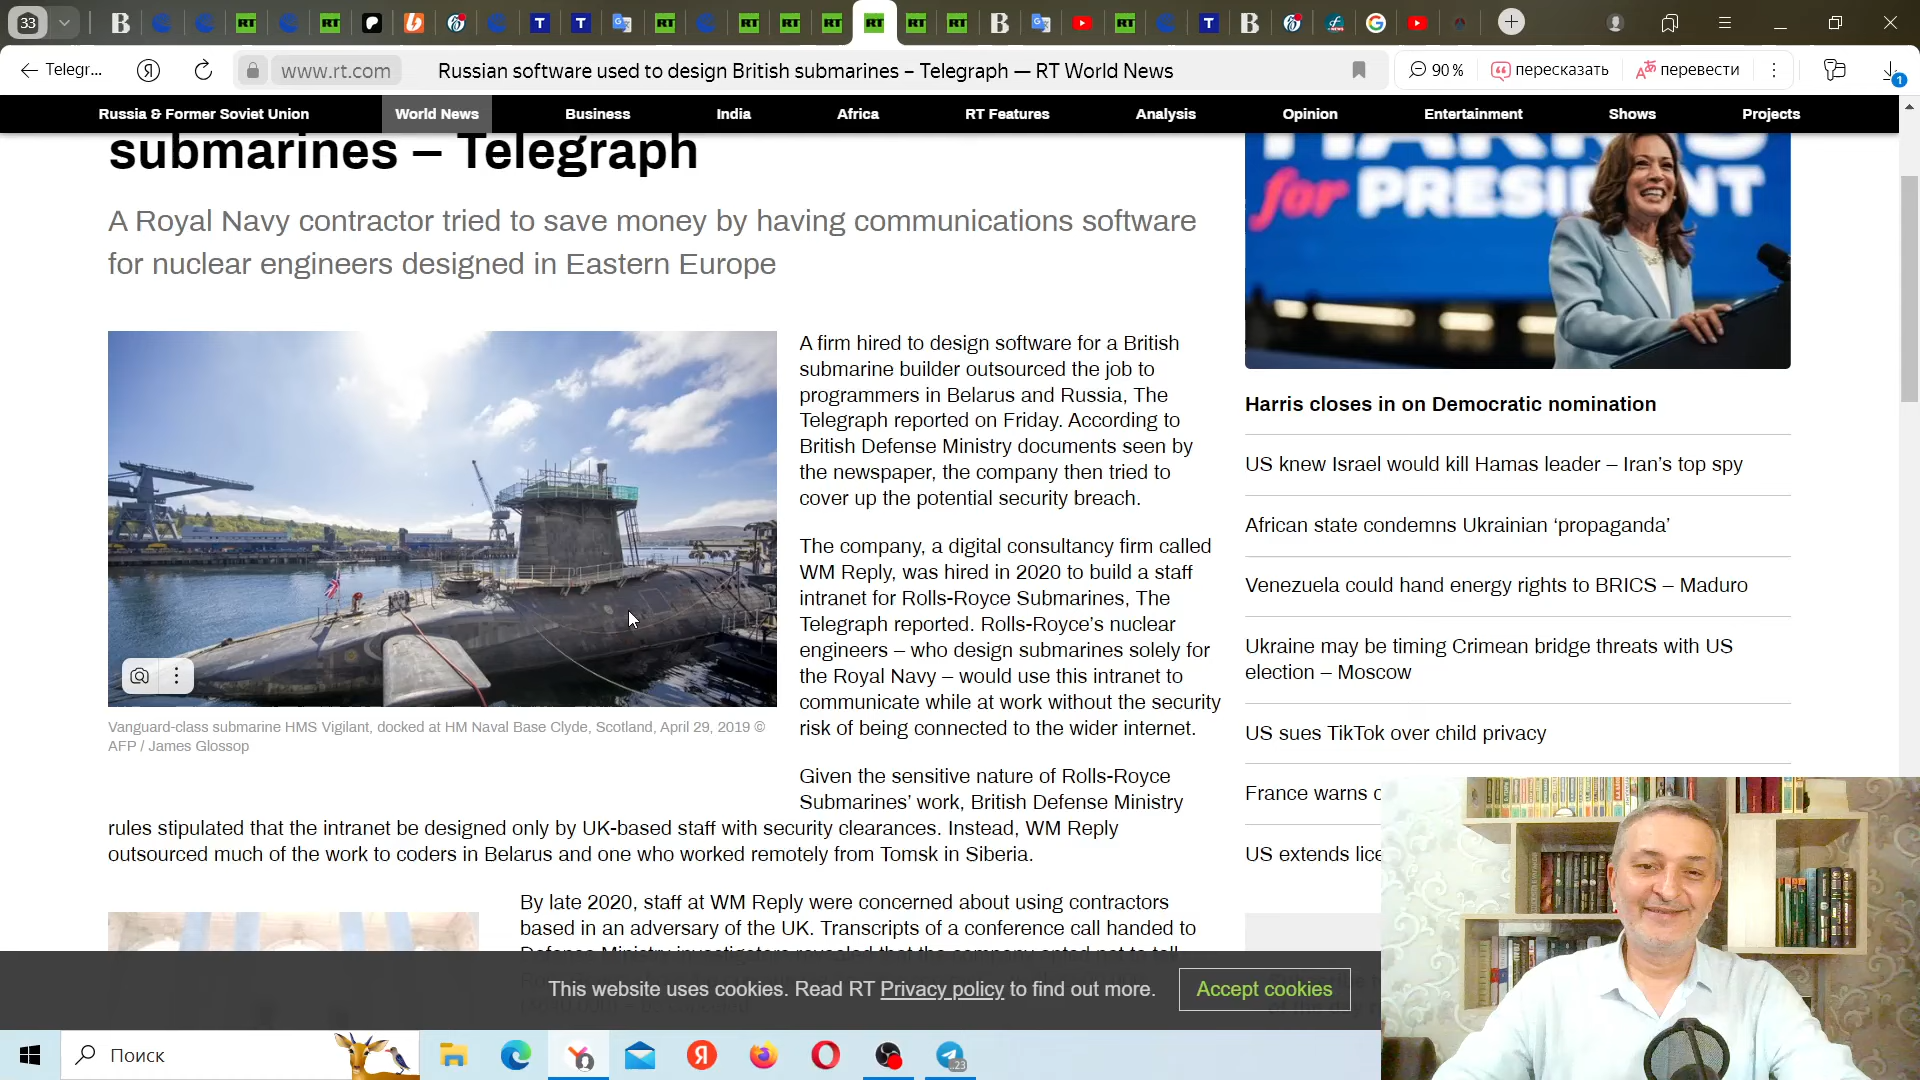 33
Telegr...
www.rt.com
Russian software used to design British submarines – Telegraph — RT World News
90 %
пересказать
перевести
1
Russia & Former Soviet Union
World News
Business
India
Africa
RT Features
Analysis
Opinion
Entertainment
Shows
Projects
submarines – Telegraph
A Royal Navy contractor tried to save money by having communications software
for nuclear engineers designed in Eastern Europe
A firm hired to design software for a British
submarine builder outsourced the job to
programmers in Belarus and Russia, The
Telegraph reported on Friday. According to
British Defense Ministry documents seen by
the newspaper, the company then tried to
cover up the potential security breach.
The company, a digital consultancy firm called
WM Reply, was hired in 2020 to build a staff
intranet for Rolls-Royce Submarines, The
Telegraph reported. Rolls-Royce’s nuclear
engineers – who design submarines solely for
the Royal Navy – would use this intranet to
communicate while at work without the security
risk of being connected to the wider internet.
Vanguard-class submarine HMS Vigilant, docked at HM Naval Base Clyde, Scotland, April 29, 2019 ©
AFP / James Glossop
Given the sensitive nature of Rolls-Royce
Submarines’ work, British Defense Ministry
rules stipulated that the intranet be designed only by UK-based staff with security clearances. Instead, WM Reply
outsourced much of the work to coders in Belarus and one who worked remotely from Tomsk in Siberia.
By late 2020, staff at WM Reply were concerned about using contractors
based in an adversary of the UK. Transcripts of a conference call handed to
Defense Ministry investigators revealed that the company opted not to tell
HARRIS
for PRESIDENT
Harris closes in on Democratic nomination
US knew Israel would kill Hamas leader – Iran’s top spy
African state condemns Ukrainian ‘propaganda’
Venezuela could hand energy rights to BRICS – Maduro
Ukraine may be timing Crimean bridge threats with US
election – Moscow
US sues TikTok over child privacy
France warns
US extends
This website uses cookies. Read RT Privacy policy to find out more.
Accept cookies
Поиск
23